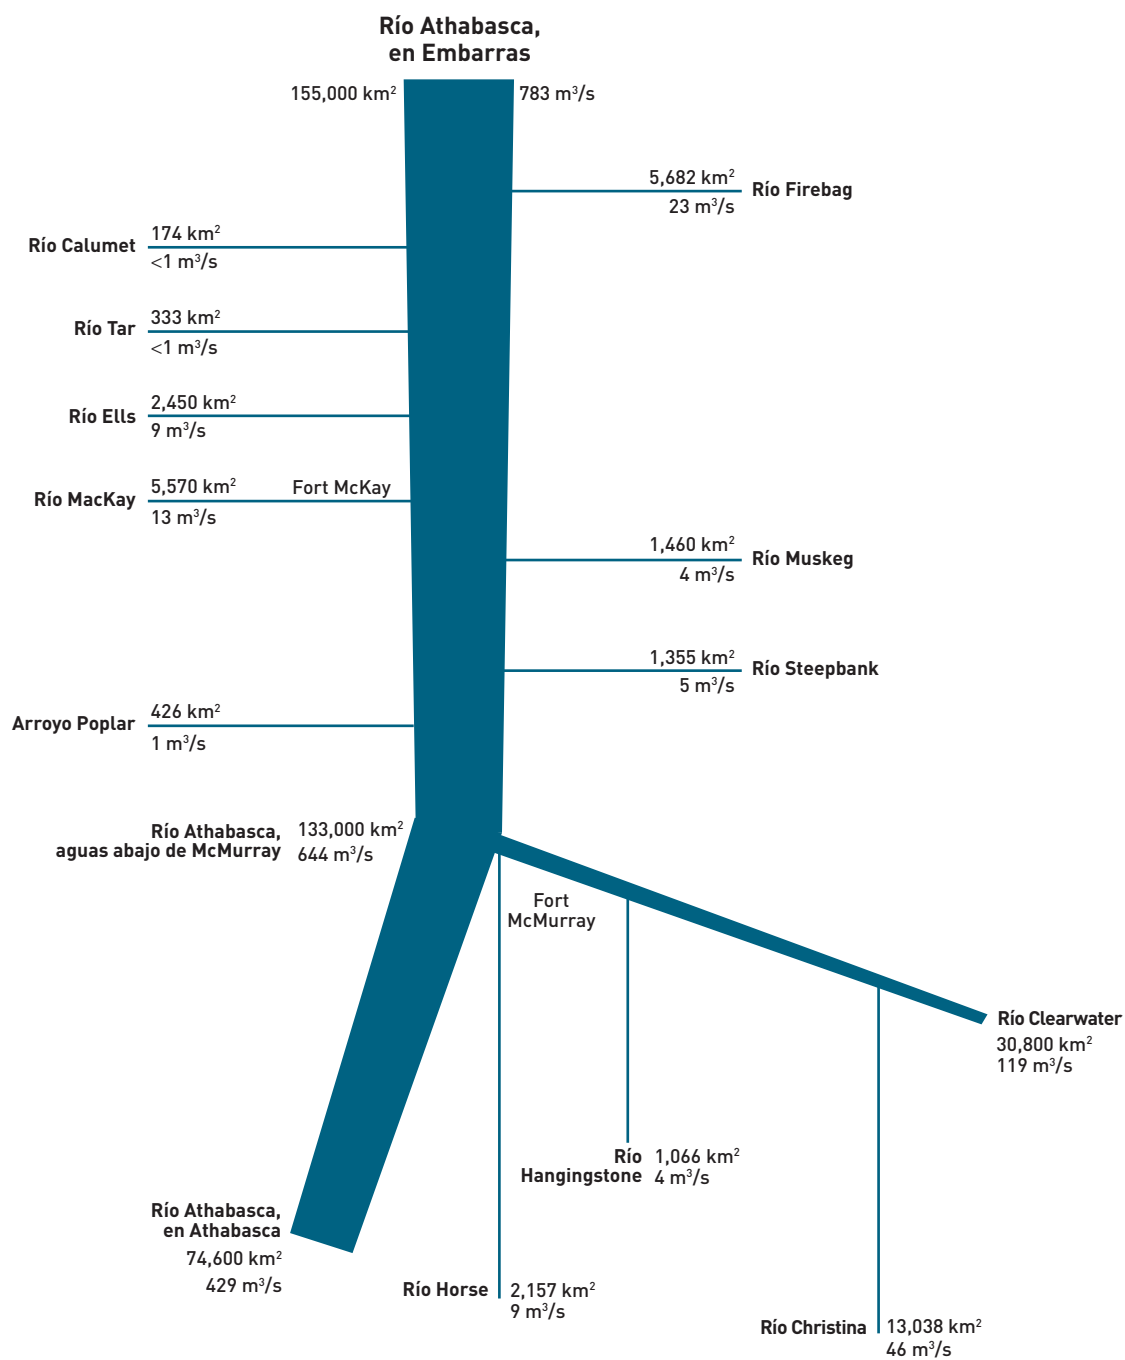 Río Athabasca,
en Embarras
155,000 km²
783 m³/s
5,682 km²
Río Firebag
23 m³/s
174 km²
Río Calumet
<1 m³/s
333 km²
Río Tar
<1 m³/s
2,450 km²
Río Ells
9 m³/s
5,570 km²
Fort McKay
Río MacKay
13 m³/s
1,460 km²
Río Muskeg
4 m³/s
1,355 km²
Río Steepbank
5 m³/s
426 km²
Arroyo Poplar
1 m³/s
Río Athabasca,
aguas abajo de McMurray
133,000 km²
644 m³/s
Fort
McMurray
Río Clearwater
30,800 km²
119 m³/s
Río
Hangingstone
1,066 km²
4 m³/s
Río Athabasca,
en Athabasca
74,600 km²
429 m³/s
Río Horse
2,157 km²
9 m³/s
Río Christina
13,038 km²
46 m³/s